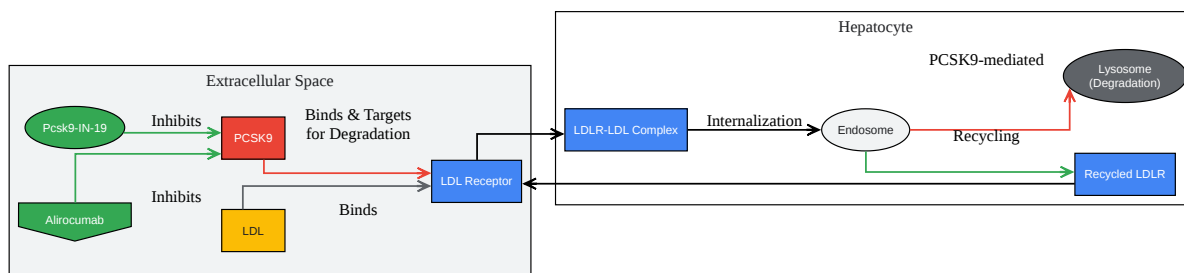 Hepatocyte
PCSK9-mediated
Lysosome
(Degradation)
Extracellular Space
Pcsk9-IN-19
Inhibits
PCSK9
Binds & Targets
for Degradation
LDLR-LDL Complex
Internalization
Endosome
Recycling
LDL Receptor
Recycled LDLR
Inhibits
Binds
Alirocumab
LDL